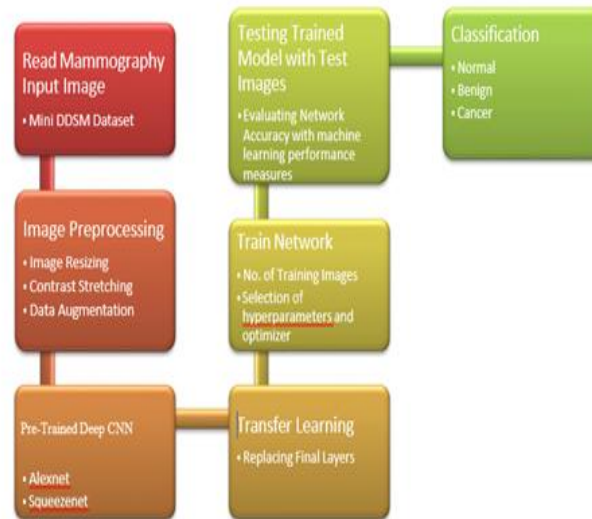 Read Mammography
Input Image
• Mini DDSM Dataset
Image Preprocessing
• Image Resizing
• Contrast Stretching
• Data Augmentation
Pre-Trained Deep CNN
• Alexnet
• Squeezenet
Transfer Learning
• Replacing Final Layers
Train Network
• No. of Training Images
• Selection of
hyperparameters and
optimizer
Testing Trained
Model with Test
Images
• Evaluating Network
Accuracy with machine
learning performance
measures
Classification
• Normal
• Benign
• Cancer